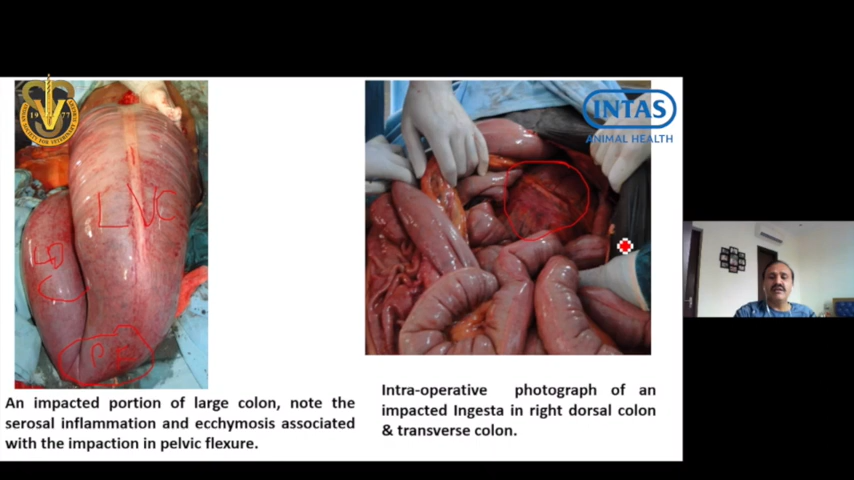 19 77
INTAS
ANIMAL HEALTH
LVC
LD
C
PF
An impacted portion of large colon, note the
serosal inflammation and ecchymosis associated
with the impaction in pelvic flexure.
Intra-operative photograph of an
impacted Ingesta in right dorsal colon
& transverse colon.